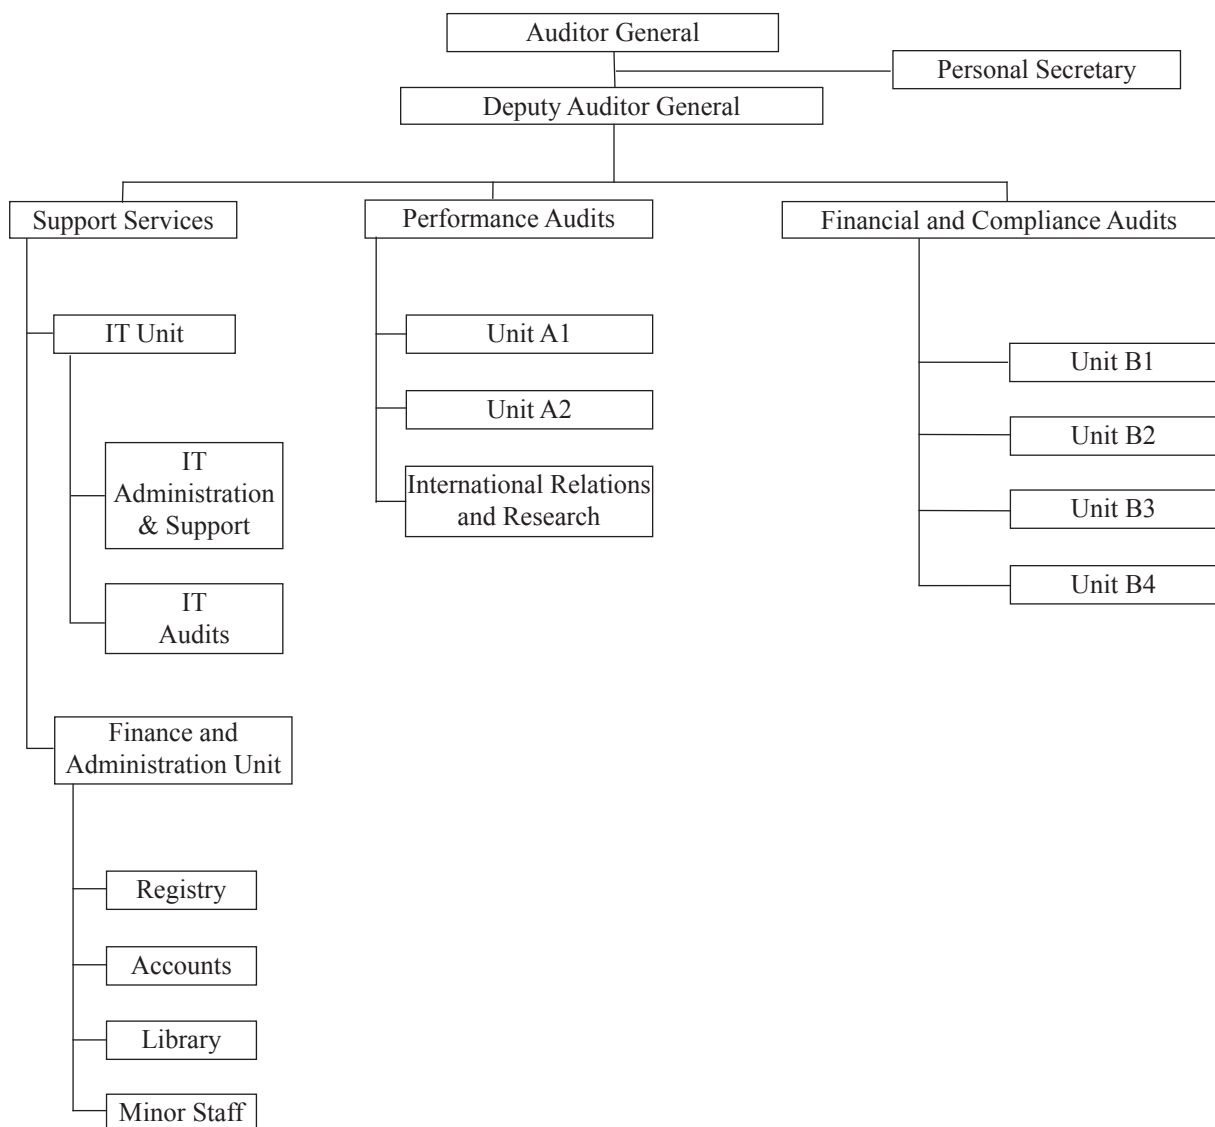 Auditor General
Personal Secretary
Deputy Auditor General
Support Services
Performance Audits
Financial and Compliance Audits
IT Unit
Unit A1
Unit B1
Unit A2
Unit B2
IT
Administration
& Support
International Relations
and Research
Unit B3
IT
Audits
Unit B4
Finance and
Administration Unit
Registry
Accounts
Library
Minor Staff